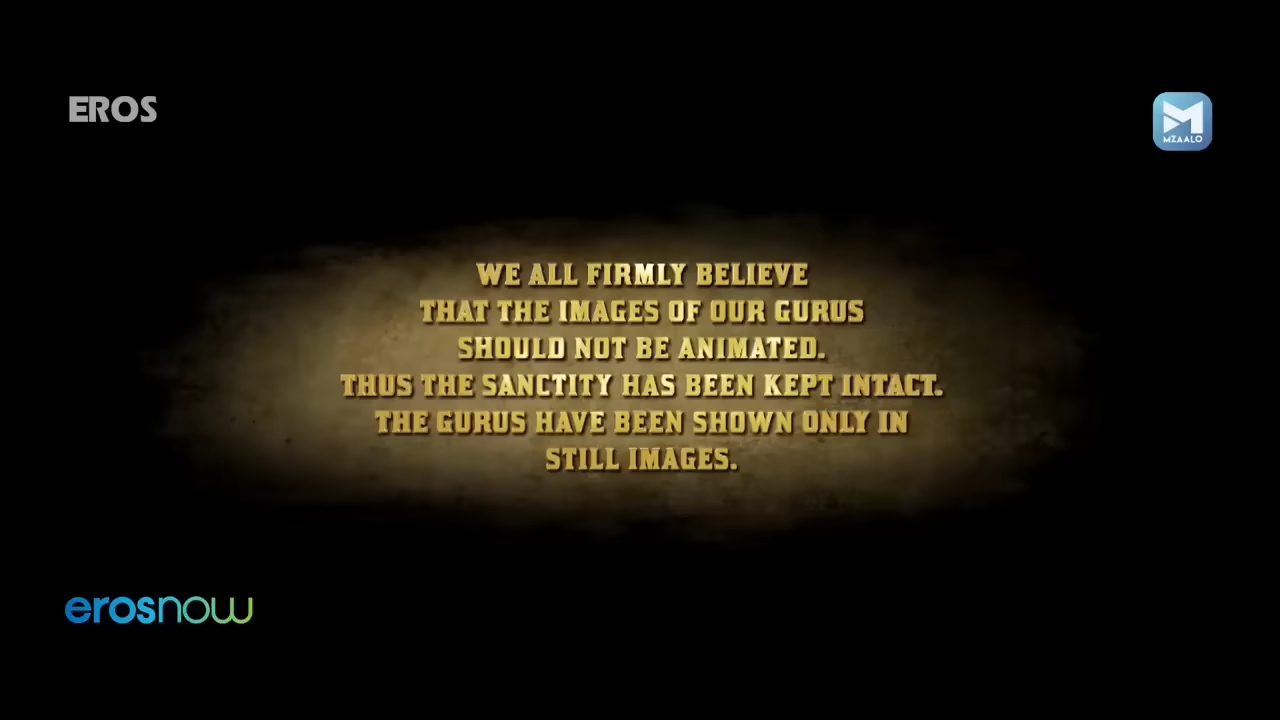 EROS
MZAALO
WE ALL FIRMLY BELIEVE
THAT THE IMAGES OF OUR GURUS
SHOULD NOT BE ANIMATED.
THUS THE SANCTITY HAS BEEN KEPT INTACT.
THE GURUS HAVE BEEN SHOWN ONLY IN
STILL IMAGES.
erosnow